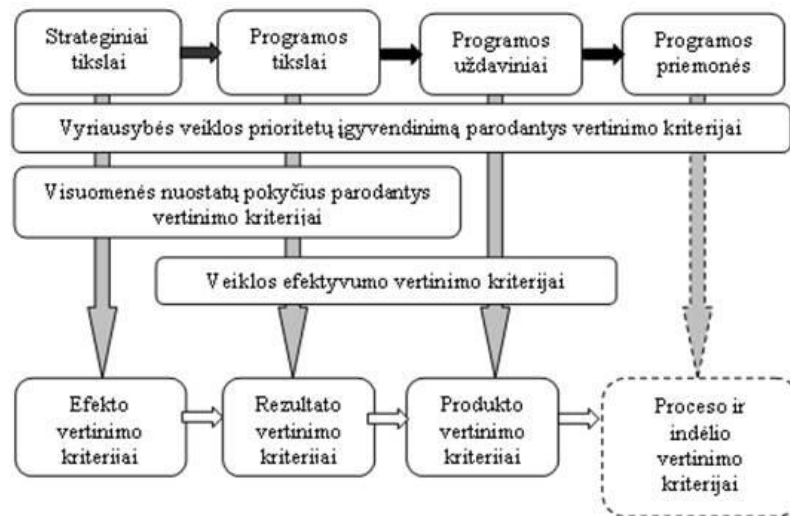 Strateginiai
tikslai
Programos
tikslai
Programos
uždaviniai
Programos
priemonės
Vyriausybės veiklos prioritetų įgyvendinimą parodantys vertinimo kriterijai
Visuomenės nuostatų pokyčius parodantys
vertinimo kriterijai
Veiklos efektyvumo vertinimo kriterijai
Efekto
vertinimo
kriterijai
Rezultato
vertinimo
kriterijai
Produkto
vertinimo
kriterijai
Proceso ir
indėlio
vertinimo
kriterijai